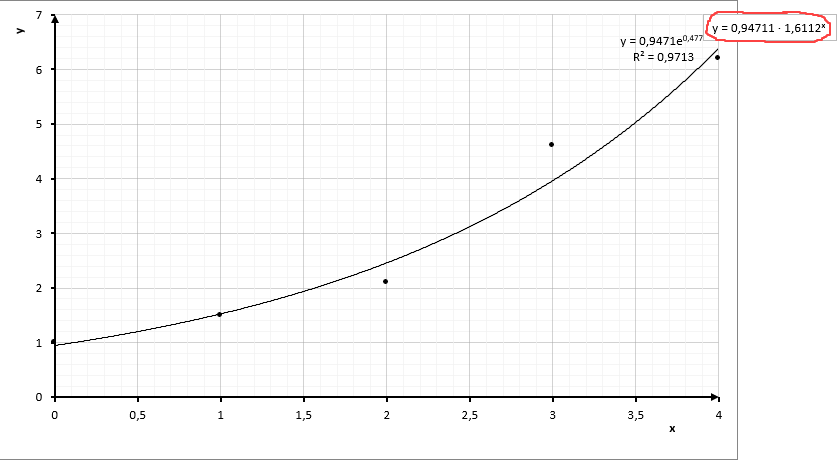 y = 0,94711 · 1,6112ˣ
y = 0,9471e^0,477
R² = 0,9713
y
7
6
5
4
3
2
1
0
0 0,5 1 1,5 2 2,5 3 3,5 4
x